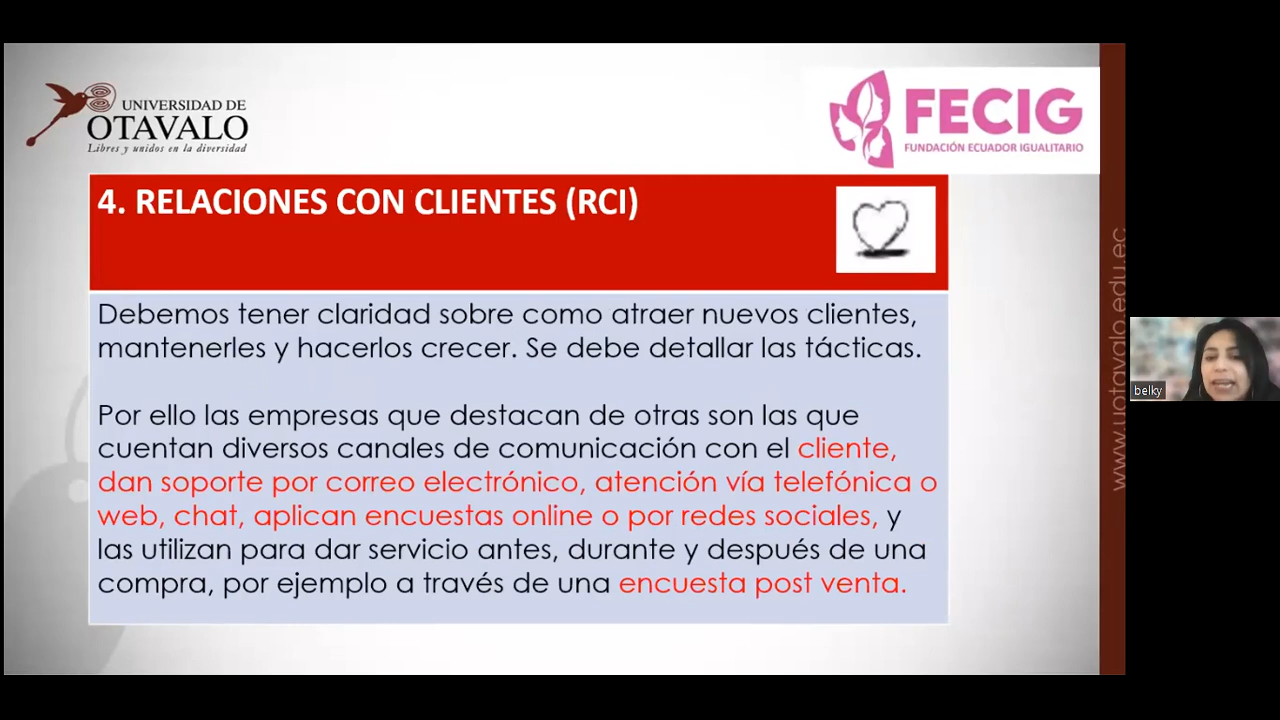 UNIVERSIDAD DE
OTAVALO
Libres y unidos en la diversidad
FECIG
FUNDACIÓN ECUADOR IGUALITARIO
4. RELACIONES CON CLIENTES (RCI)
Debemos tener claridad sobre como atraer nuevos clientes,
mantenerles y hacerlos crecer. Se debe detallar las tácticas.
Por ello las empresas que destacan de otras son las que
cuentan diversos canales de comunicación con el cliente,
dan soporte por correo electrónico, atención vía telefónica o
web, chat, aplican encuestas online o por redes sociales, y
las utilizan para dar servicio antes, durante y después de una
compra, por ejemplo a través de una encuesta post venta.
www.uotavalo.edu.ec
belky